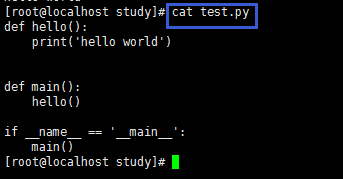 [root@localhost study]# cat test.py
def hello():
    print('hello world')
def main():
    hello()
if __name__ == '__main__':
    main()
[root@localhost study]#